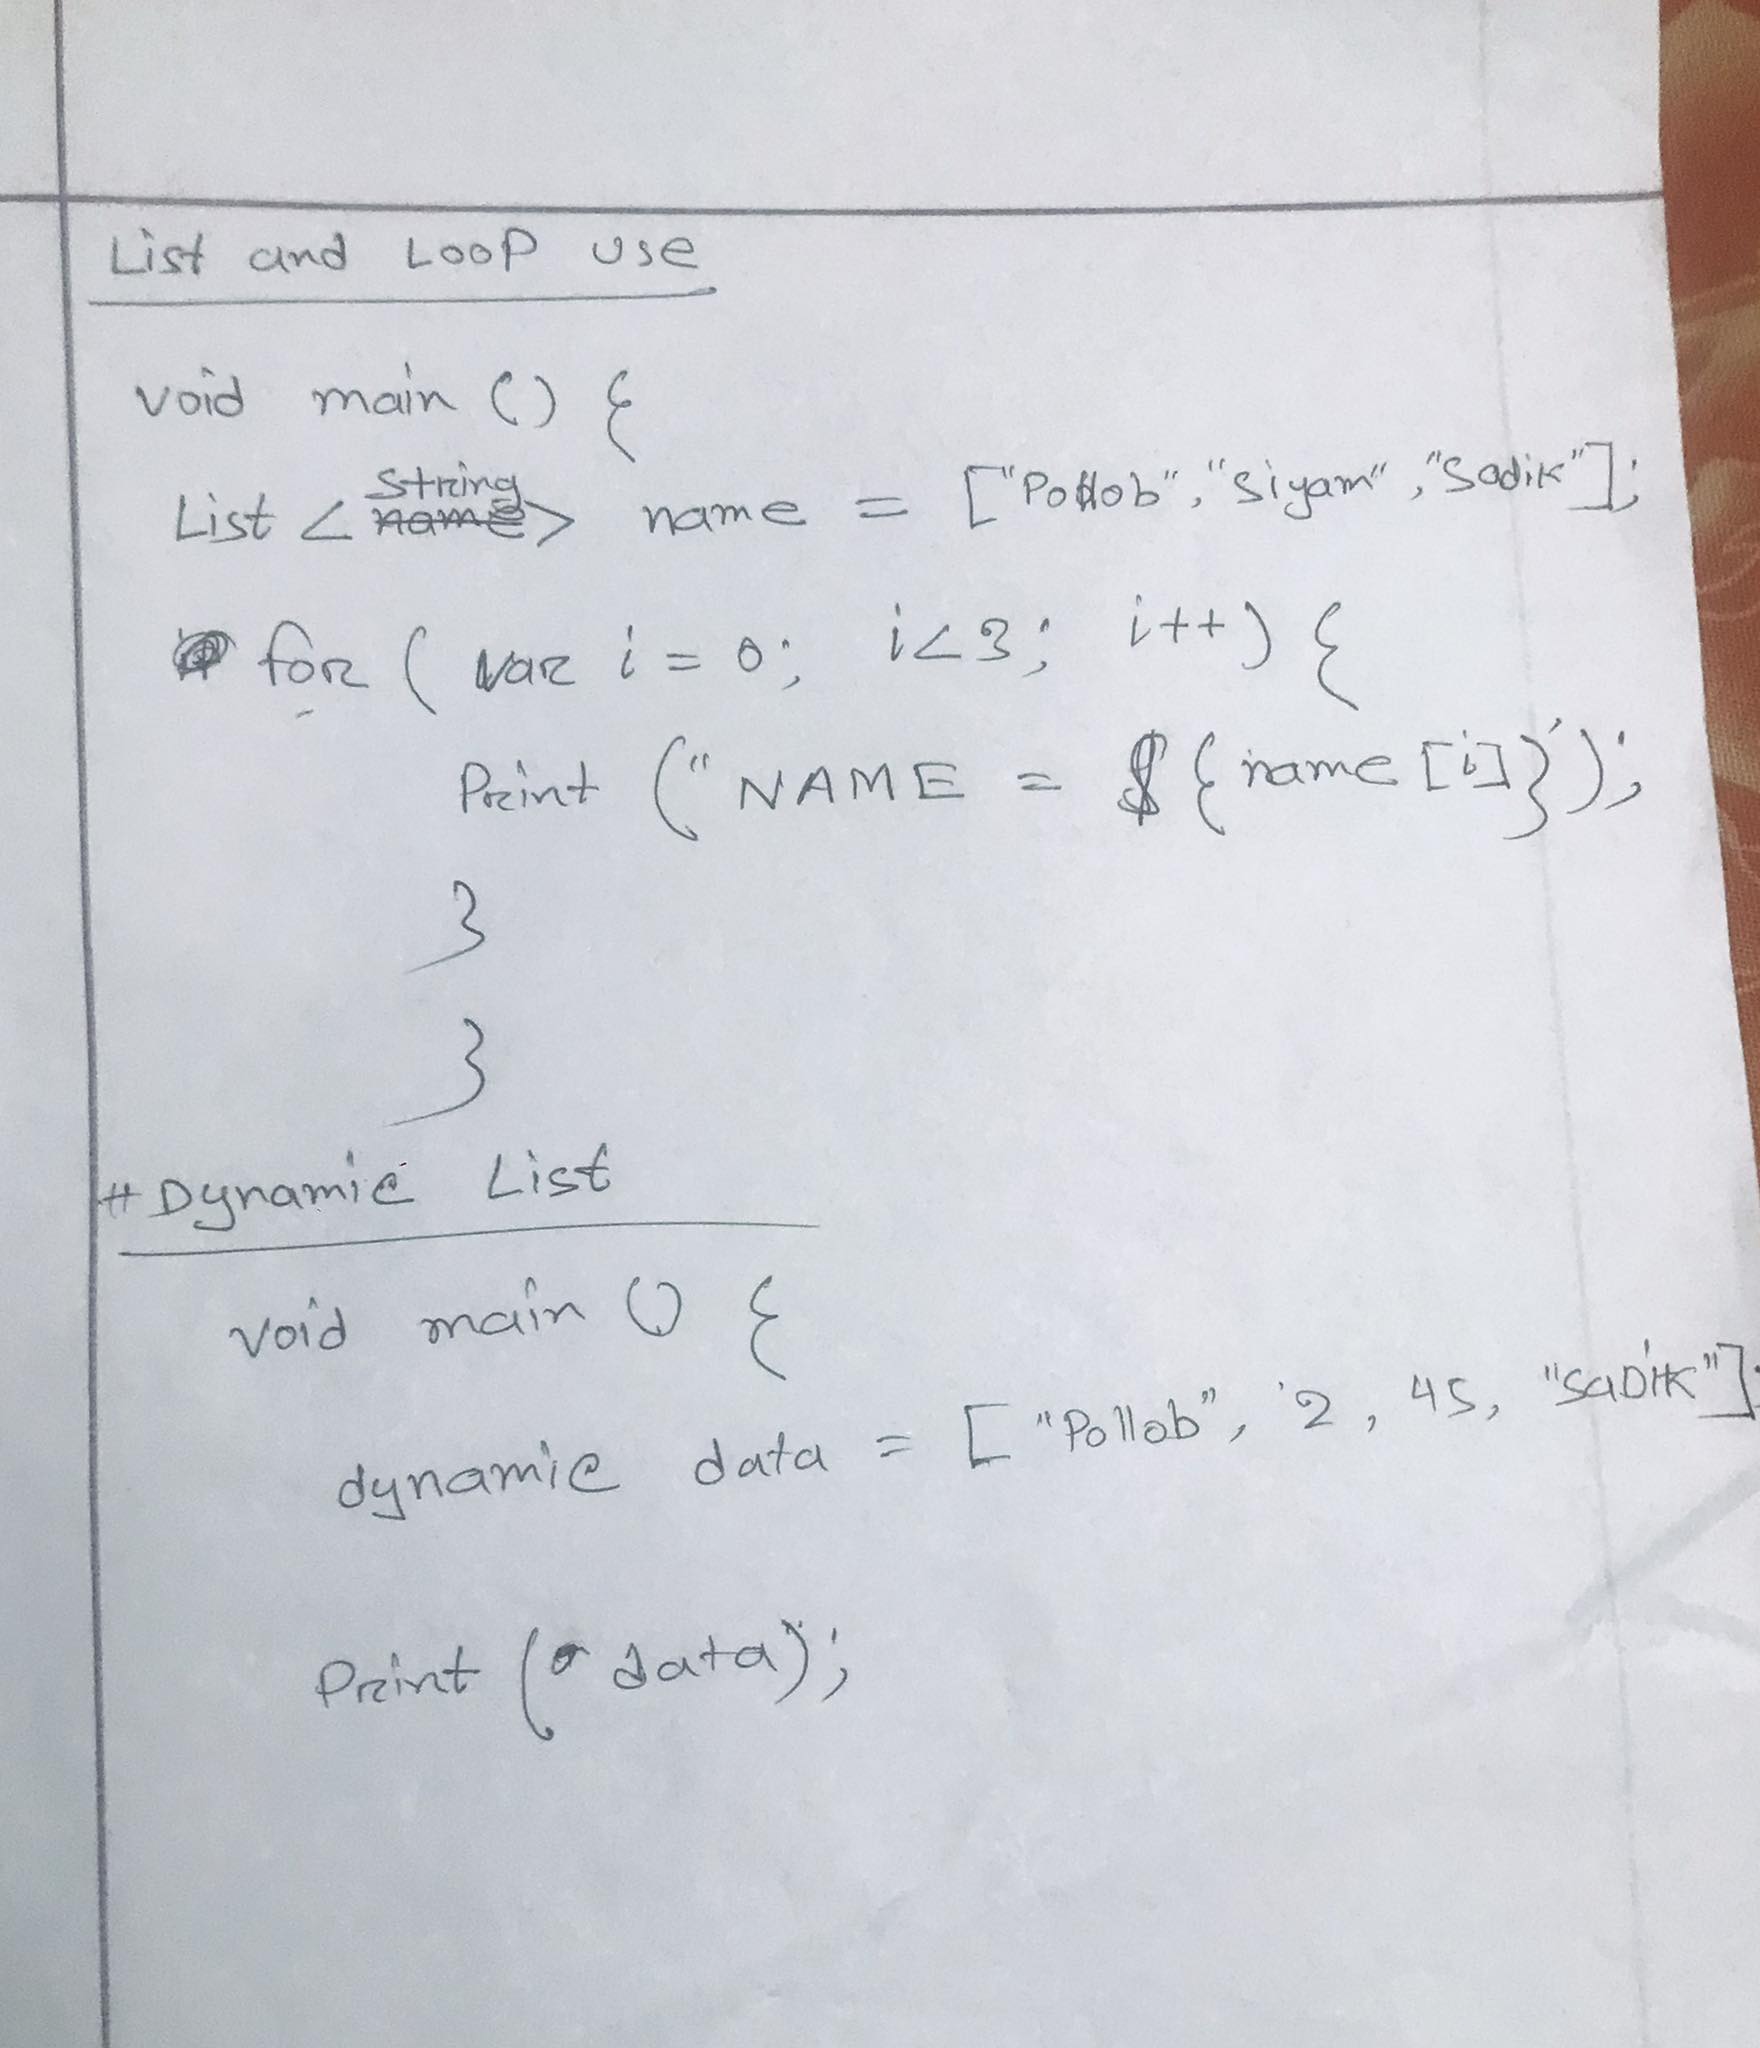 List and Loop use
void main () {
List <String> name = ["Pollob", "Siyam", "Sadik"];
for ( var i = 0; i<3; i++) {
Print ("NAME = ${name [i]}');
}
}
# Dynamic List
void main () {
dynamic data = [ "Pollob", '2, 45, "SaDik"];
Print (data);